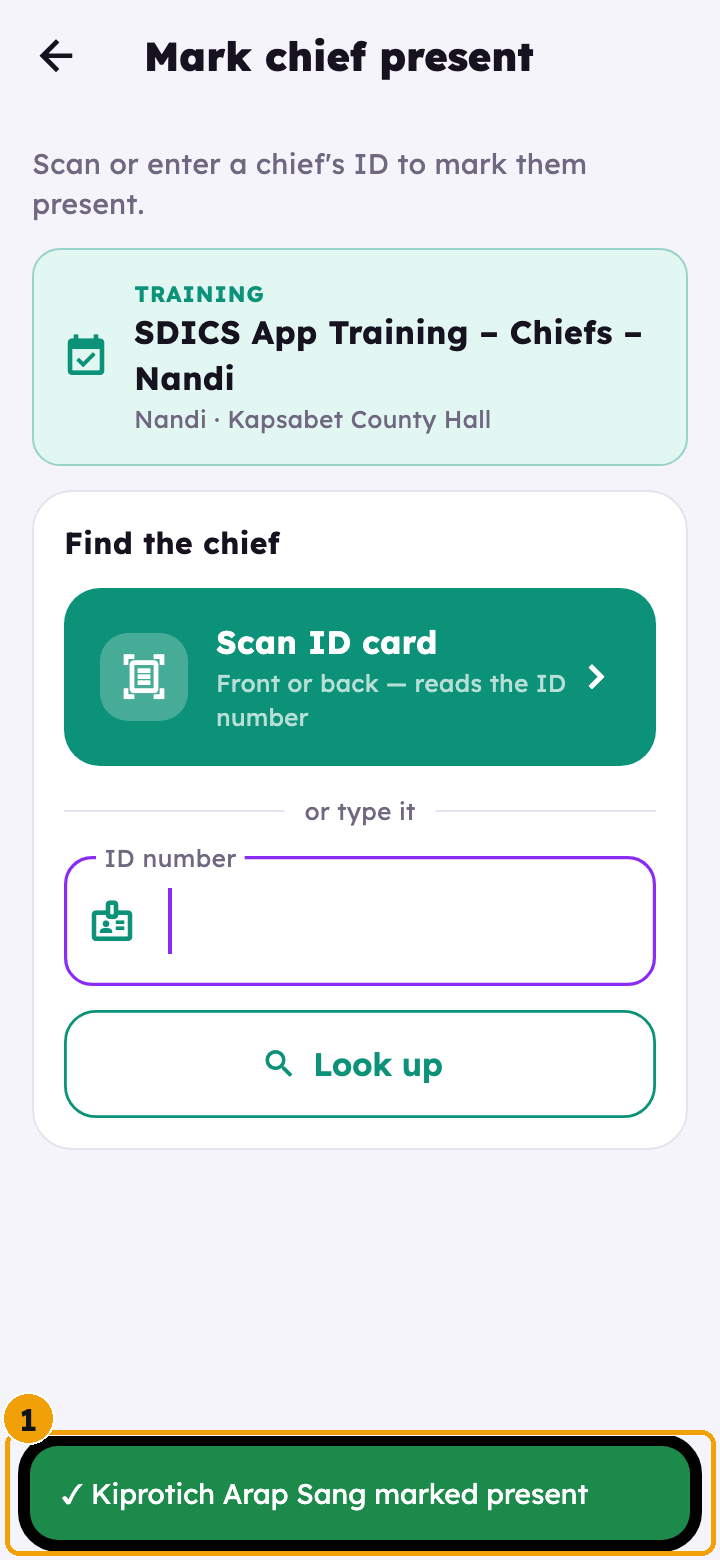 Mark chief present
Scan or enter a chief's ID to mark them
present.
TRAINING
SDICS App Training – Chiefs –
Nandi
Nandi · Kapsabet County Hall
Find the chief
Scan ID card
Front or back — reads the ID
number
or type it
ID number
Look up
1
✓ Kiprotich Arap Sang marked present